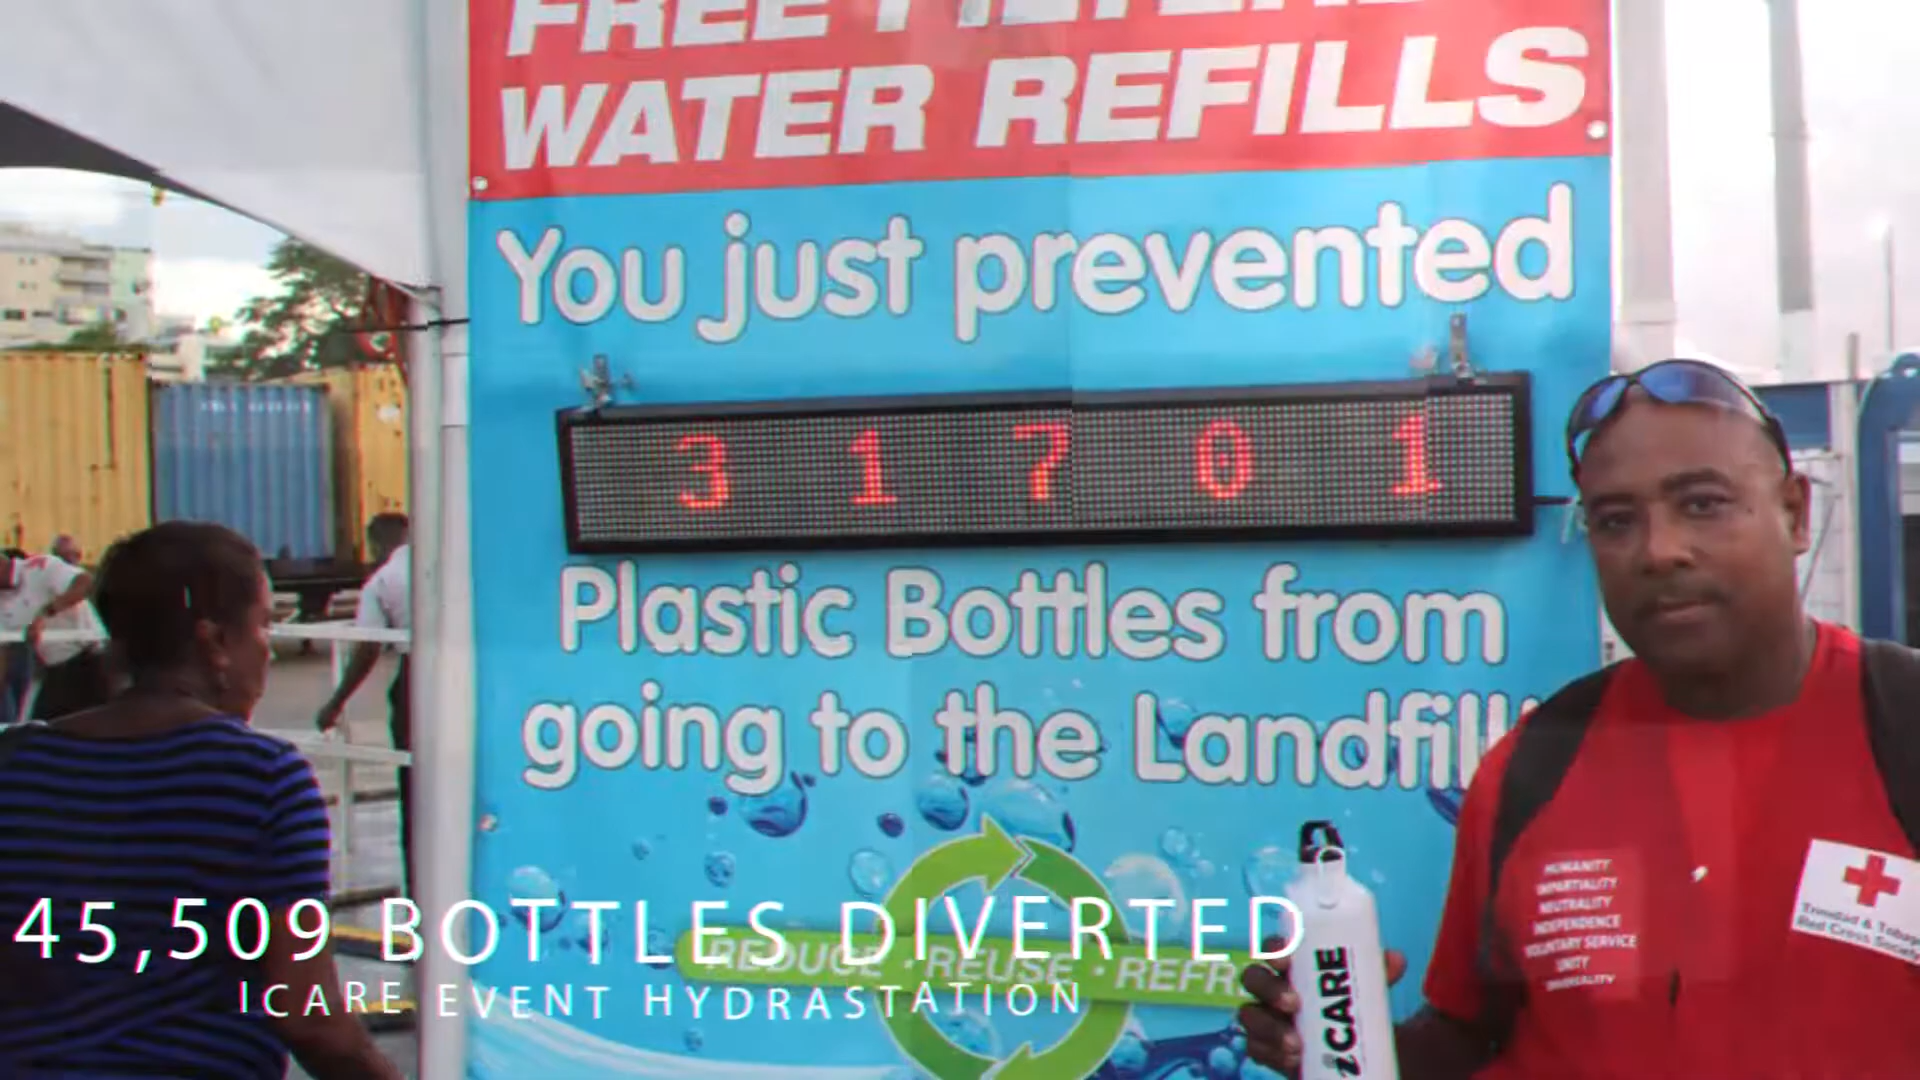 FREE FILTERED
WATER REFILLS
You just prevented
3 1 7 0 1
Plastic Bottles from
going to the Landfill!
REDUCE · REUSE · REFR
45,509 BOTTLES DIVERTED
ICARE EVENT HYDRASTATION
iCARE
HUMANITY
IMPARTIALITY
NEUTRALITY
INDEPENDENCE
VOLUNTARY SERVICE
UNITY
Trinidad & Tobago
Red Cross Society